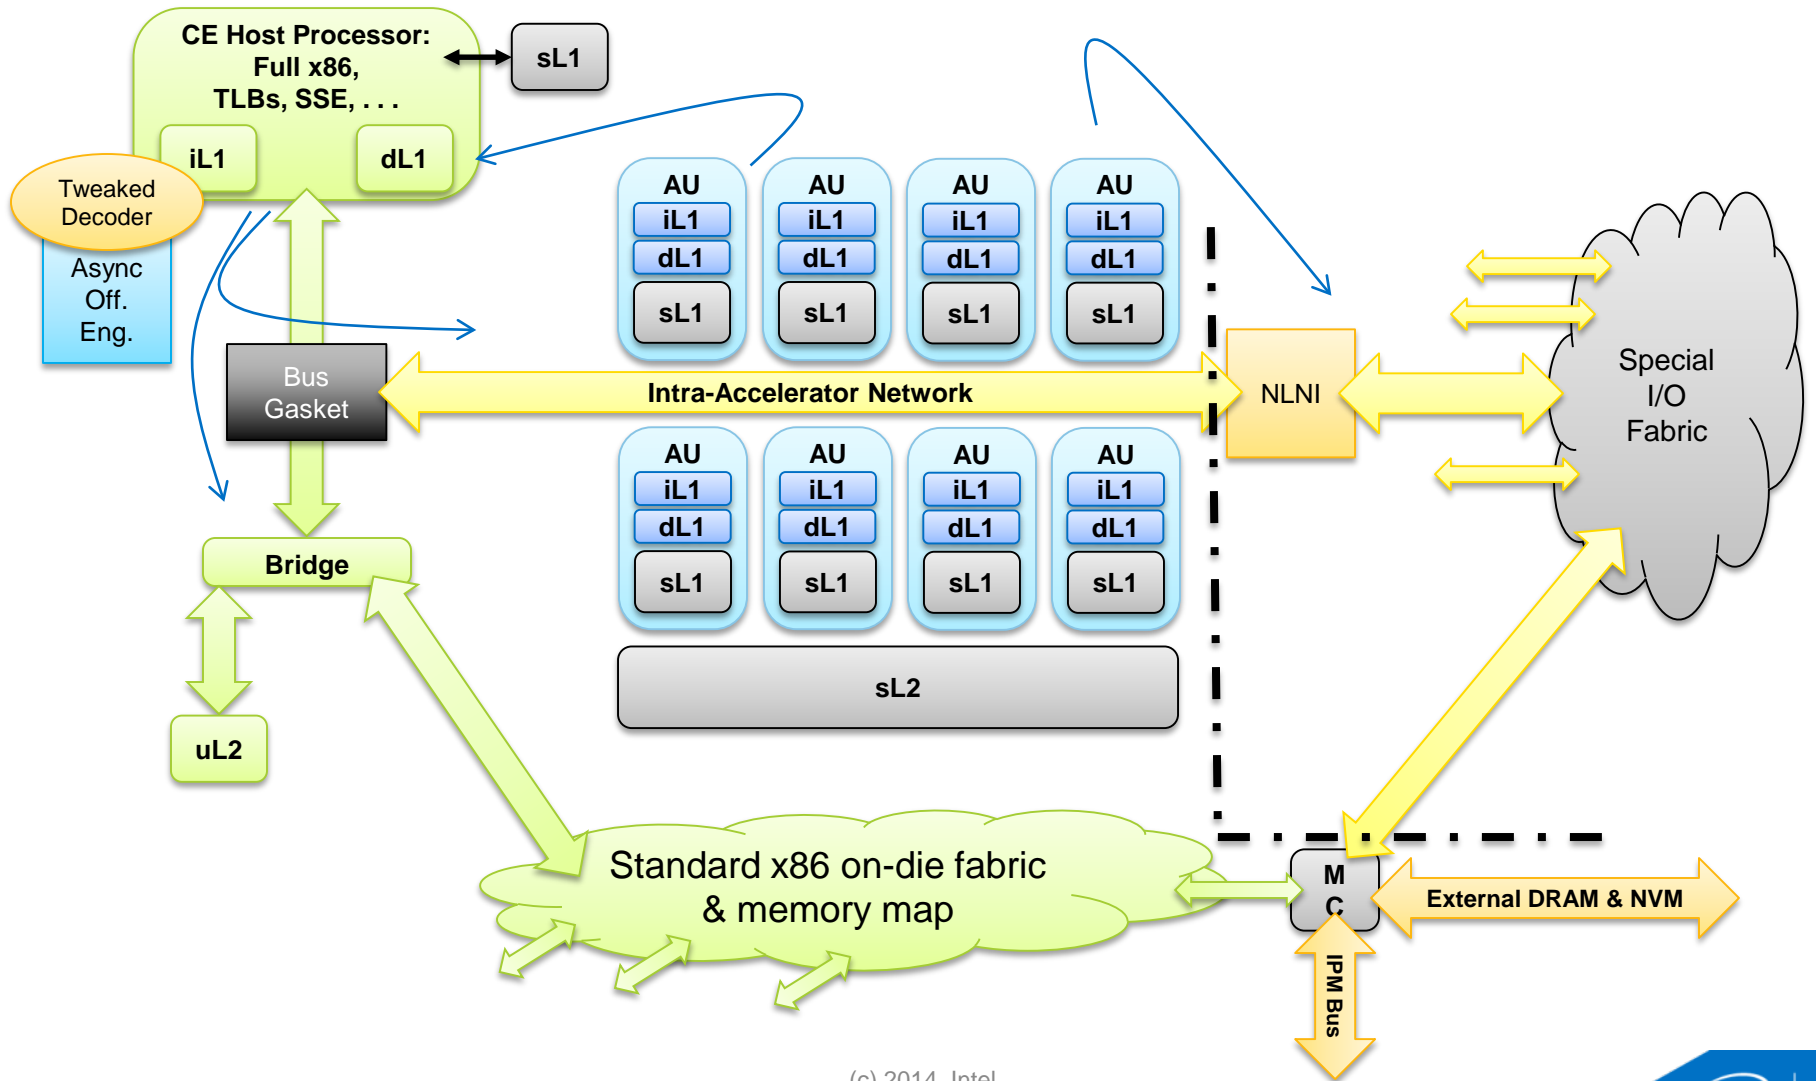 CE Host Processor:
Full x86,
TLBs, SSE, . . .
sL1
iL1
dL1
Tweaked
Decoder
Async
Off.
Eng.
Bus
Gasket
Bridge
uL2
AU
iL1
dL1
sL1
AU
iL1
dL1
sL1
AU
iL1
dL1
sL1
AU
iL1
dL1
sL1
Intra-Accelerator Network
AU
iL1
dL1
sL1
AU
iL1
dL1
sL1
AU
iL1
dL1
sL1
AU
iL1
dL1
sL1
sL2
NLNI
Special
I/O
Fabric
Standard x86 on-die fabric
& memory map
M
C
External DRAM & NVM
IPM Bus
(c) 2014, Intel